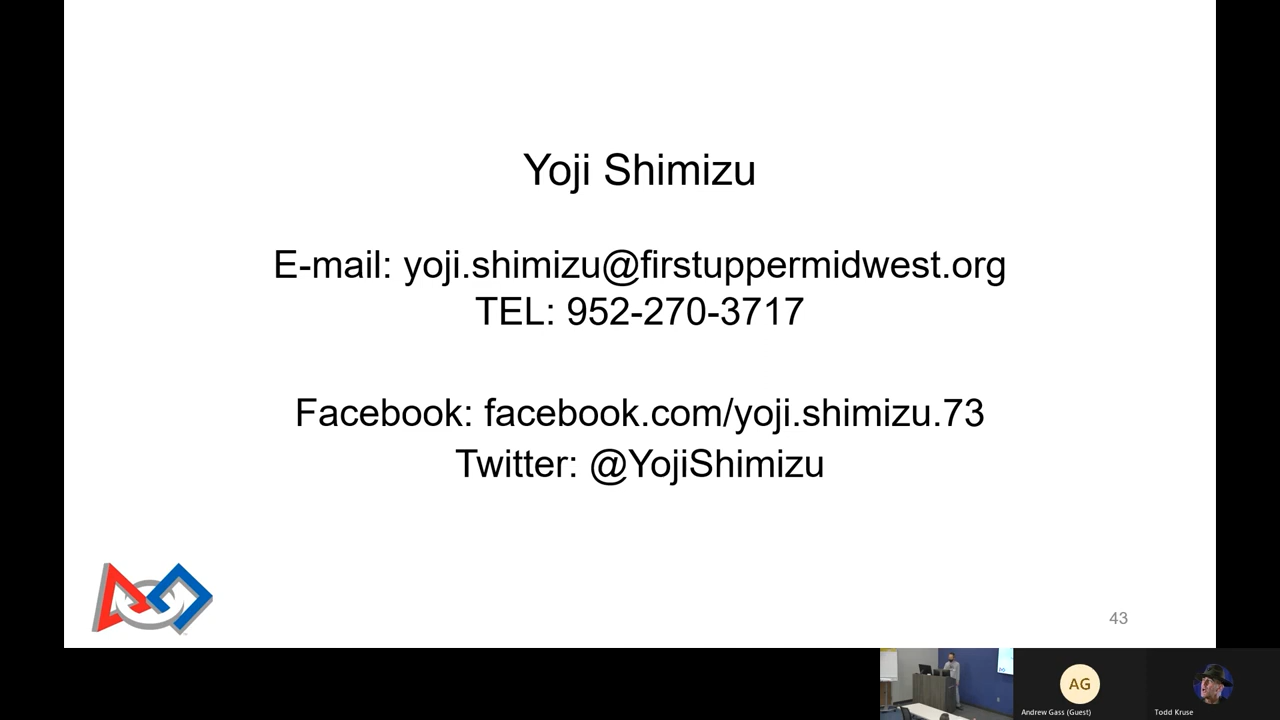 Yoji Shimizu
E-mail: yoji.shimizu@firstuppermidwest.org
TEL: 952-270-3717
Facebook: facebook.com/yoji.shimizu.73
Twitter: @YojiShimizu
43
AG
Andrew Gass (Guest)
Todd Kruse